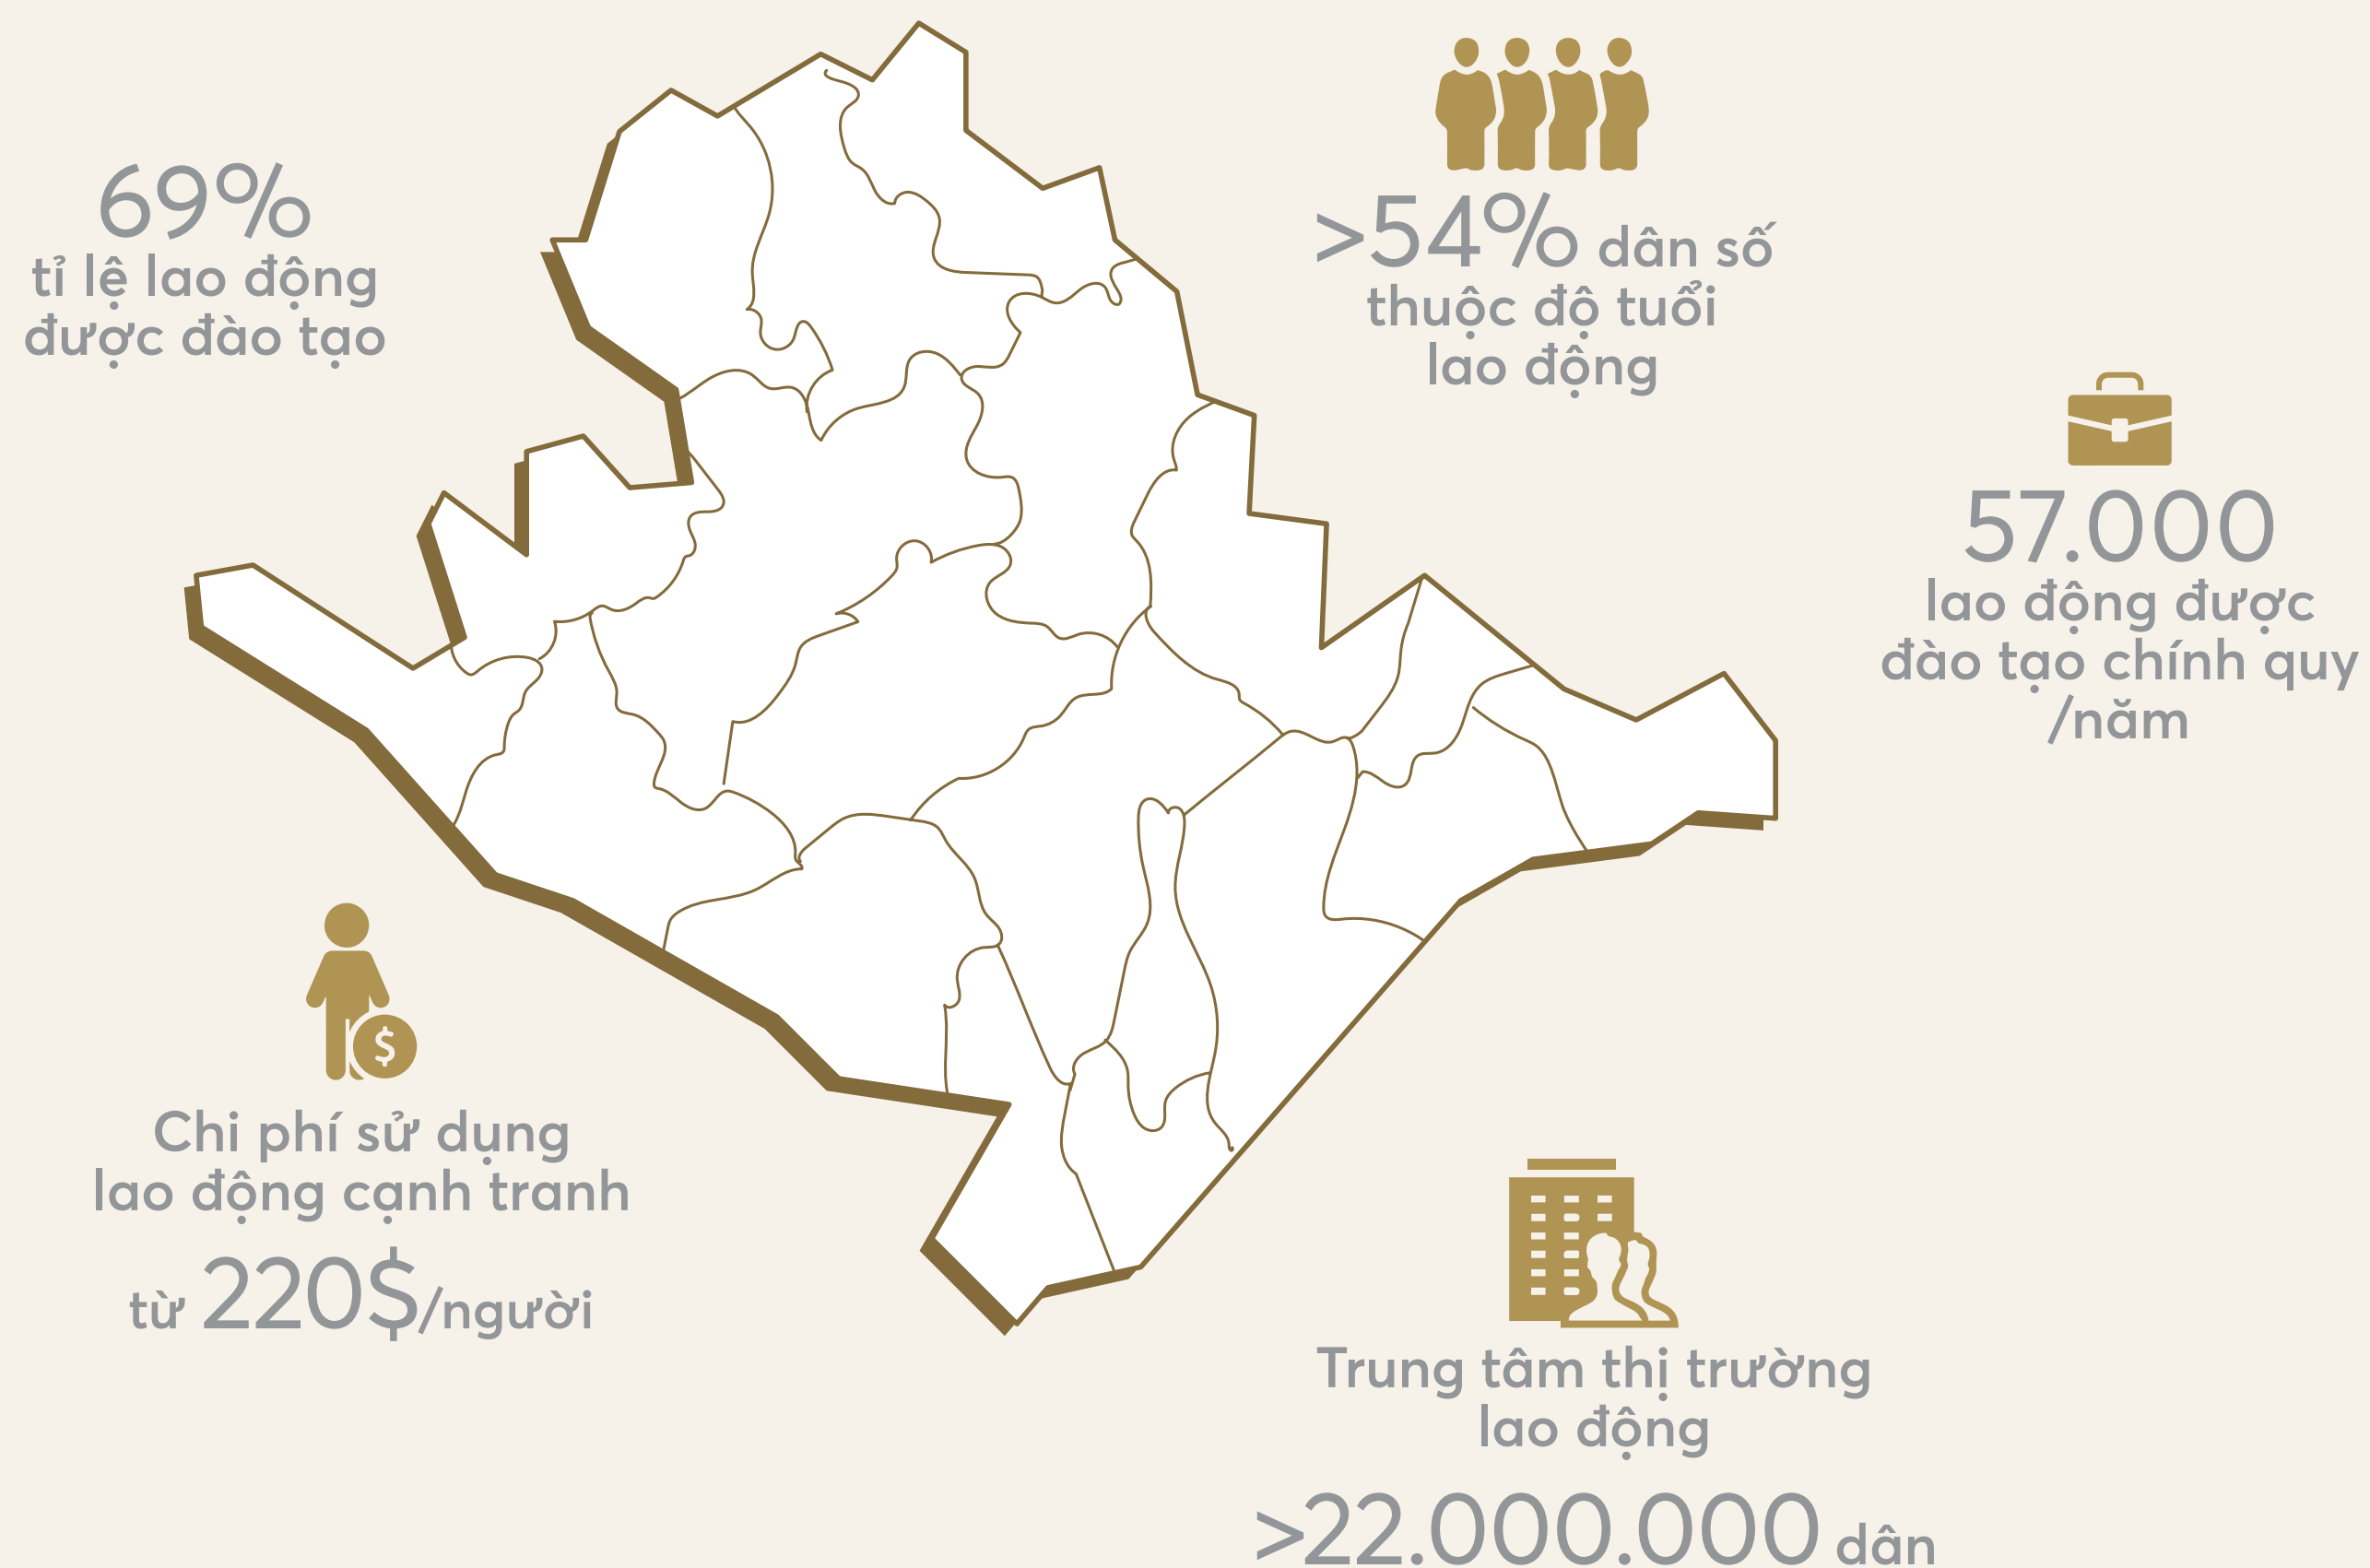 69%
tỉ lệ lao động
được đào tạo
>54% dân số
thuộc độ tuổi
lao động
57.000
lao động được
đào tạo chính quy
/năm
Chi phí sử dụng
lao động cạnh tranh
từ 220$/người
Trung tâm thị trường
lao động
>22.000.000 dân